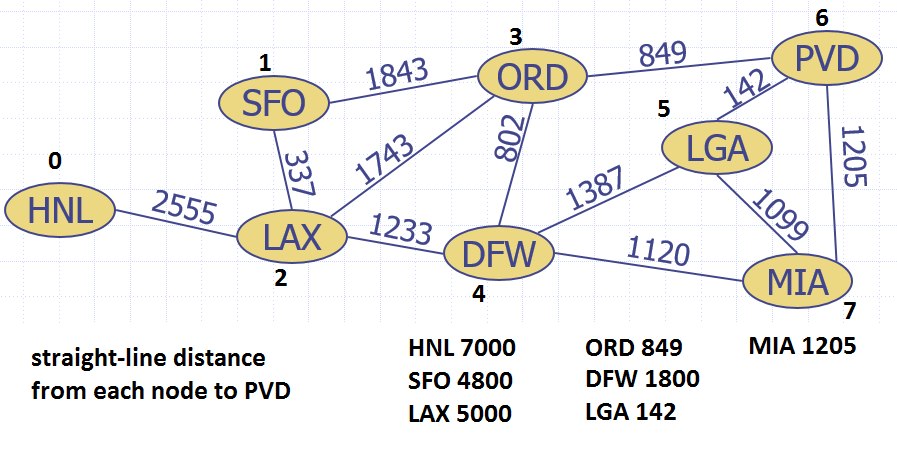 6
3
PVD
849
1
1843
ORD
142
SFO
5
802
LGA
0
337
1743
1205
HNL
2555
1387
1099
LAX
1233
DFW
1120
2
4
MIA
7
straight-line distance
from each node to PVD
HNL 7000
SFO 4800
LAX 5000
ORD 849
DFW 1800
LGA 142
MIA 1205